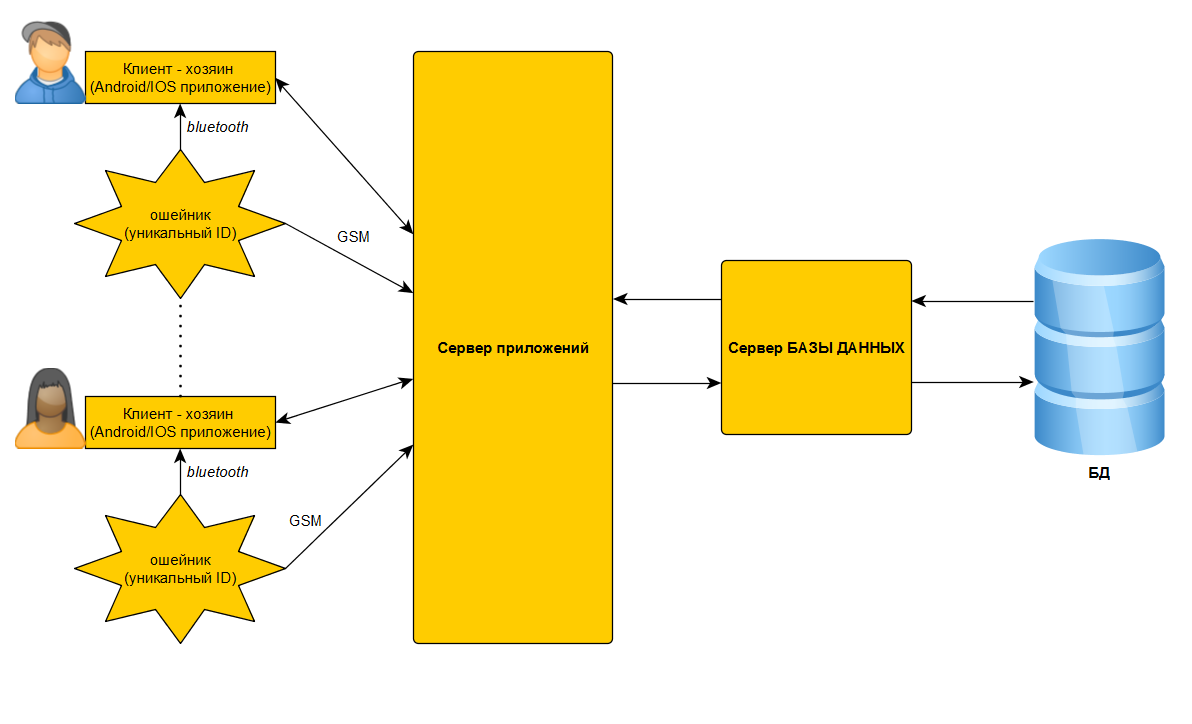 Клиент - хозяин
(Android/IOS приложение)
bluetooth
ошейник
(уникальный ID)
GSM
Сервер приложений
Сервер БАЗЫ ДАННЫХ
БД
Клиент - хозяин
(Android/IOS приложение)
bluetooth
GSM
ошейник
(уникальный ID)